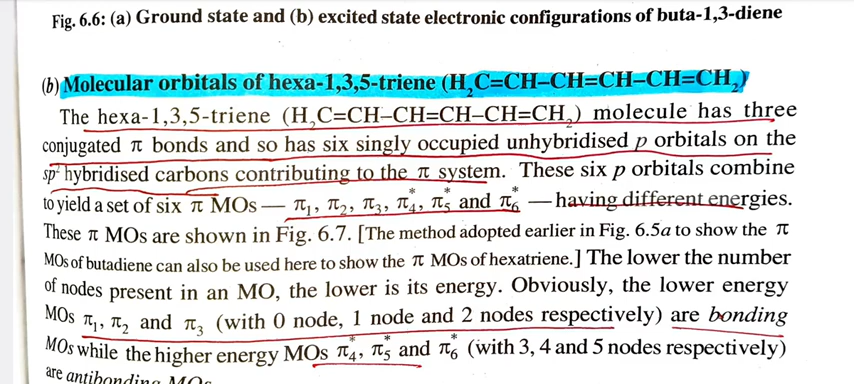 Fig. 6.6: (a) Ground state and (b) excited state electronic configurations of buta-1,3-diene
(b) Molecular orbitals of hexa-1,3,5-triene (H₂C=CH–CH=CH–CH=CH₂)
The hexa-1,3,5-triene (H₂C=CH–CH=CH–CH=CH₂) molecule has three
conjugated π bonds and so has six singly occupied unhybridised p orbitals on the
sp² hybridised carbons contributing to the π system. These six p orbitals combine
to yield a set of six π MOs — π₁, π₂, π₃, π₄*, π₅* and π₆* — having different energies.
These π MOs are shown in Fig. 6.7. [The method adopted earlier in Fig. 6.5a to show the π
MOs of butadiene can also be used here to show the π MOs of hexatriene.] The lower the number
of nodes present in an MO, the lower is its energy. Obviously, the lower energy
MOs π₁, π₂ and π₃ (with 0 node, 1 node and 2 nodes respectively) are bonding
MOs while the higher energy MOs π₄*, π₅* and π₆* (with 3, 4 and 5 nodes respectively)
are antibonding MOs